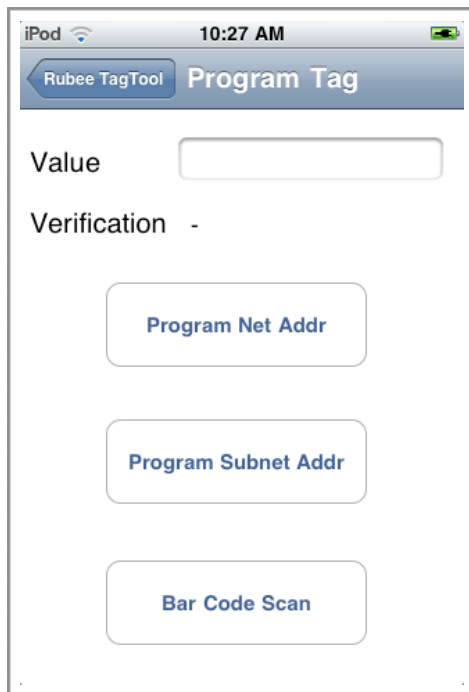 iPod 10:27 AM
Rubee TagTool Program Tag
Value
Verification -
Program Net Addr
Program Subnet Addr
Bar Code Scan